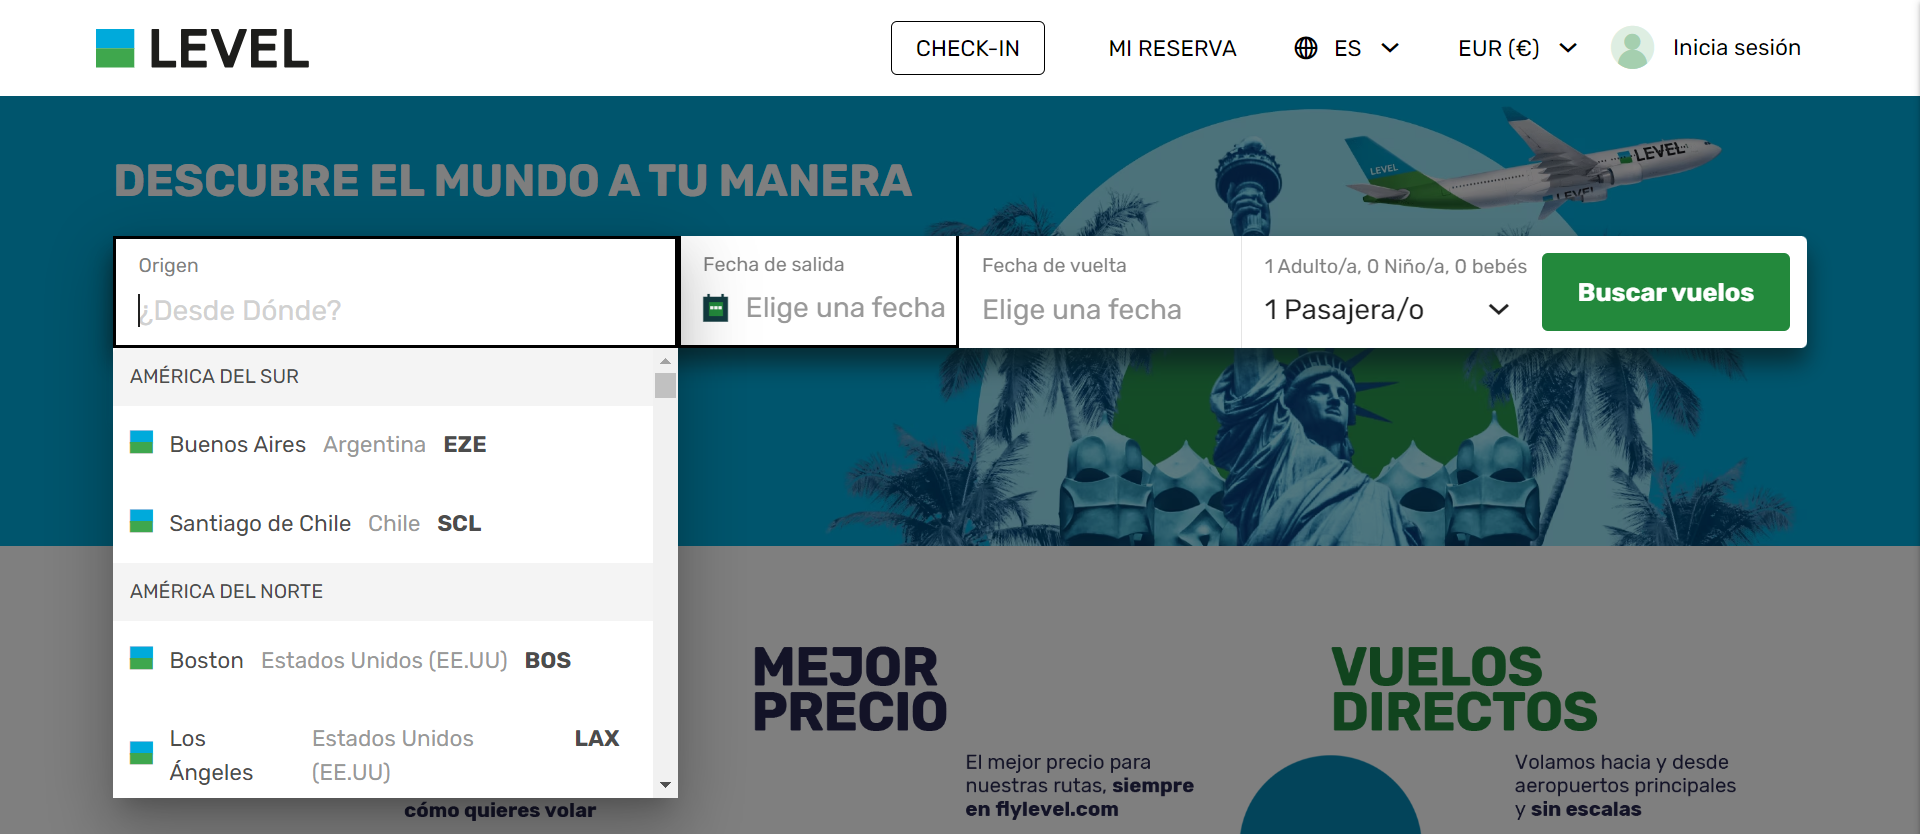 LEVEL
CHECK-IN
MI RESERVA
ES
EUR (€)
Inicia sesión
LEVEL
LEVEL
LEVEL
DESCUBRE EL MUNDO A TU MANERA
Origen
¿Desde Dónde?
Fecha de salida
Elige una fecha
Fecha de vuelta
Elige una fecha
1 Adulto/a, 0 Niño/a, 0 bebés
1 Pasajera/o
Buscar vuelos
AMÉRICA DEL SUR
Buenos Aires Argentina EZE
Santiago de Chile Chile SCL
AMÉRICA DEL NORTE
Boston Estados Unidos (EE.UU) BOS
Los Ángeles Estados Unidos (EE.UU) LAX
cómo quieres volar
MEJOR
PRECIO
El mejor precio para
nuestras rutas, siempre
en flylevel.com
VUELOS
DIRECTOS
Volamos hacia y desde
aeropuertos principales
y sin escalas